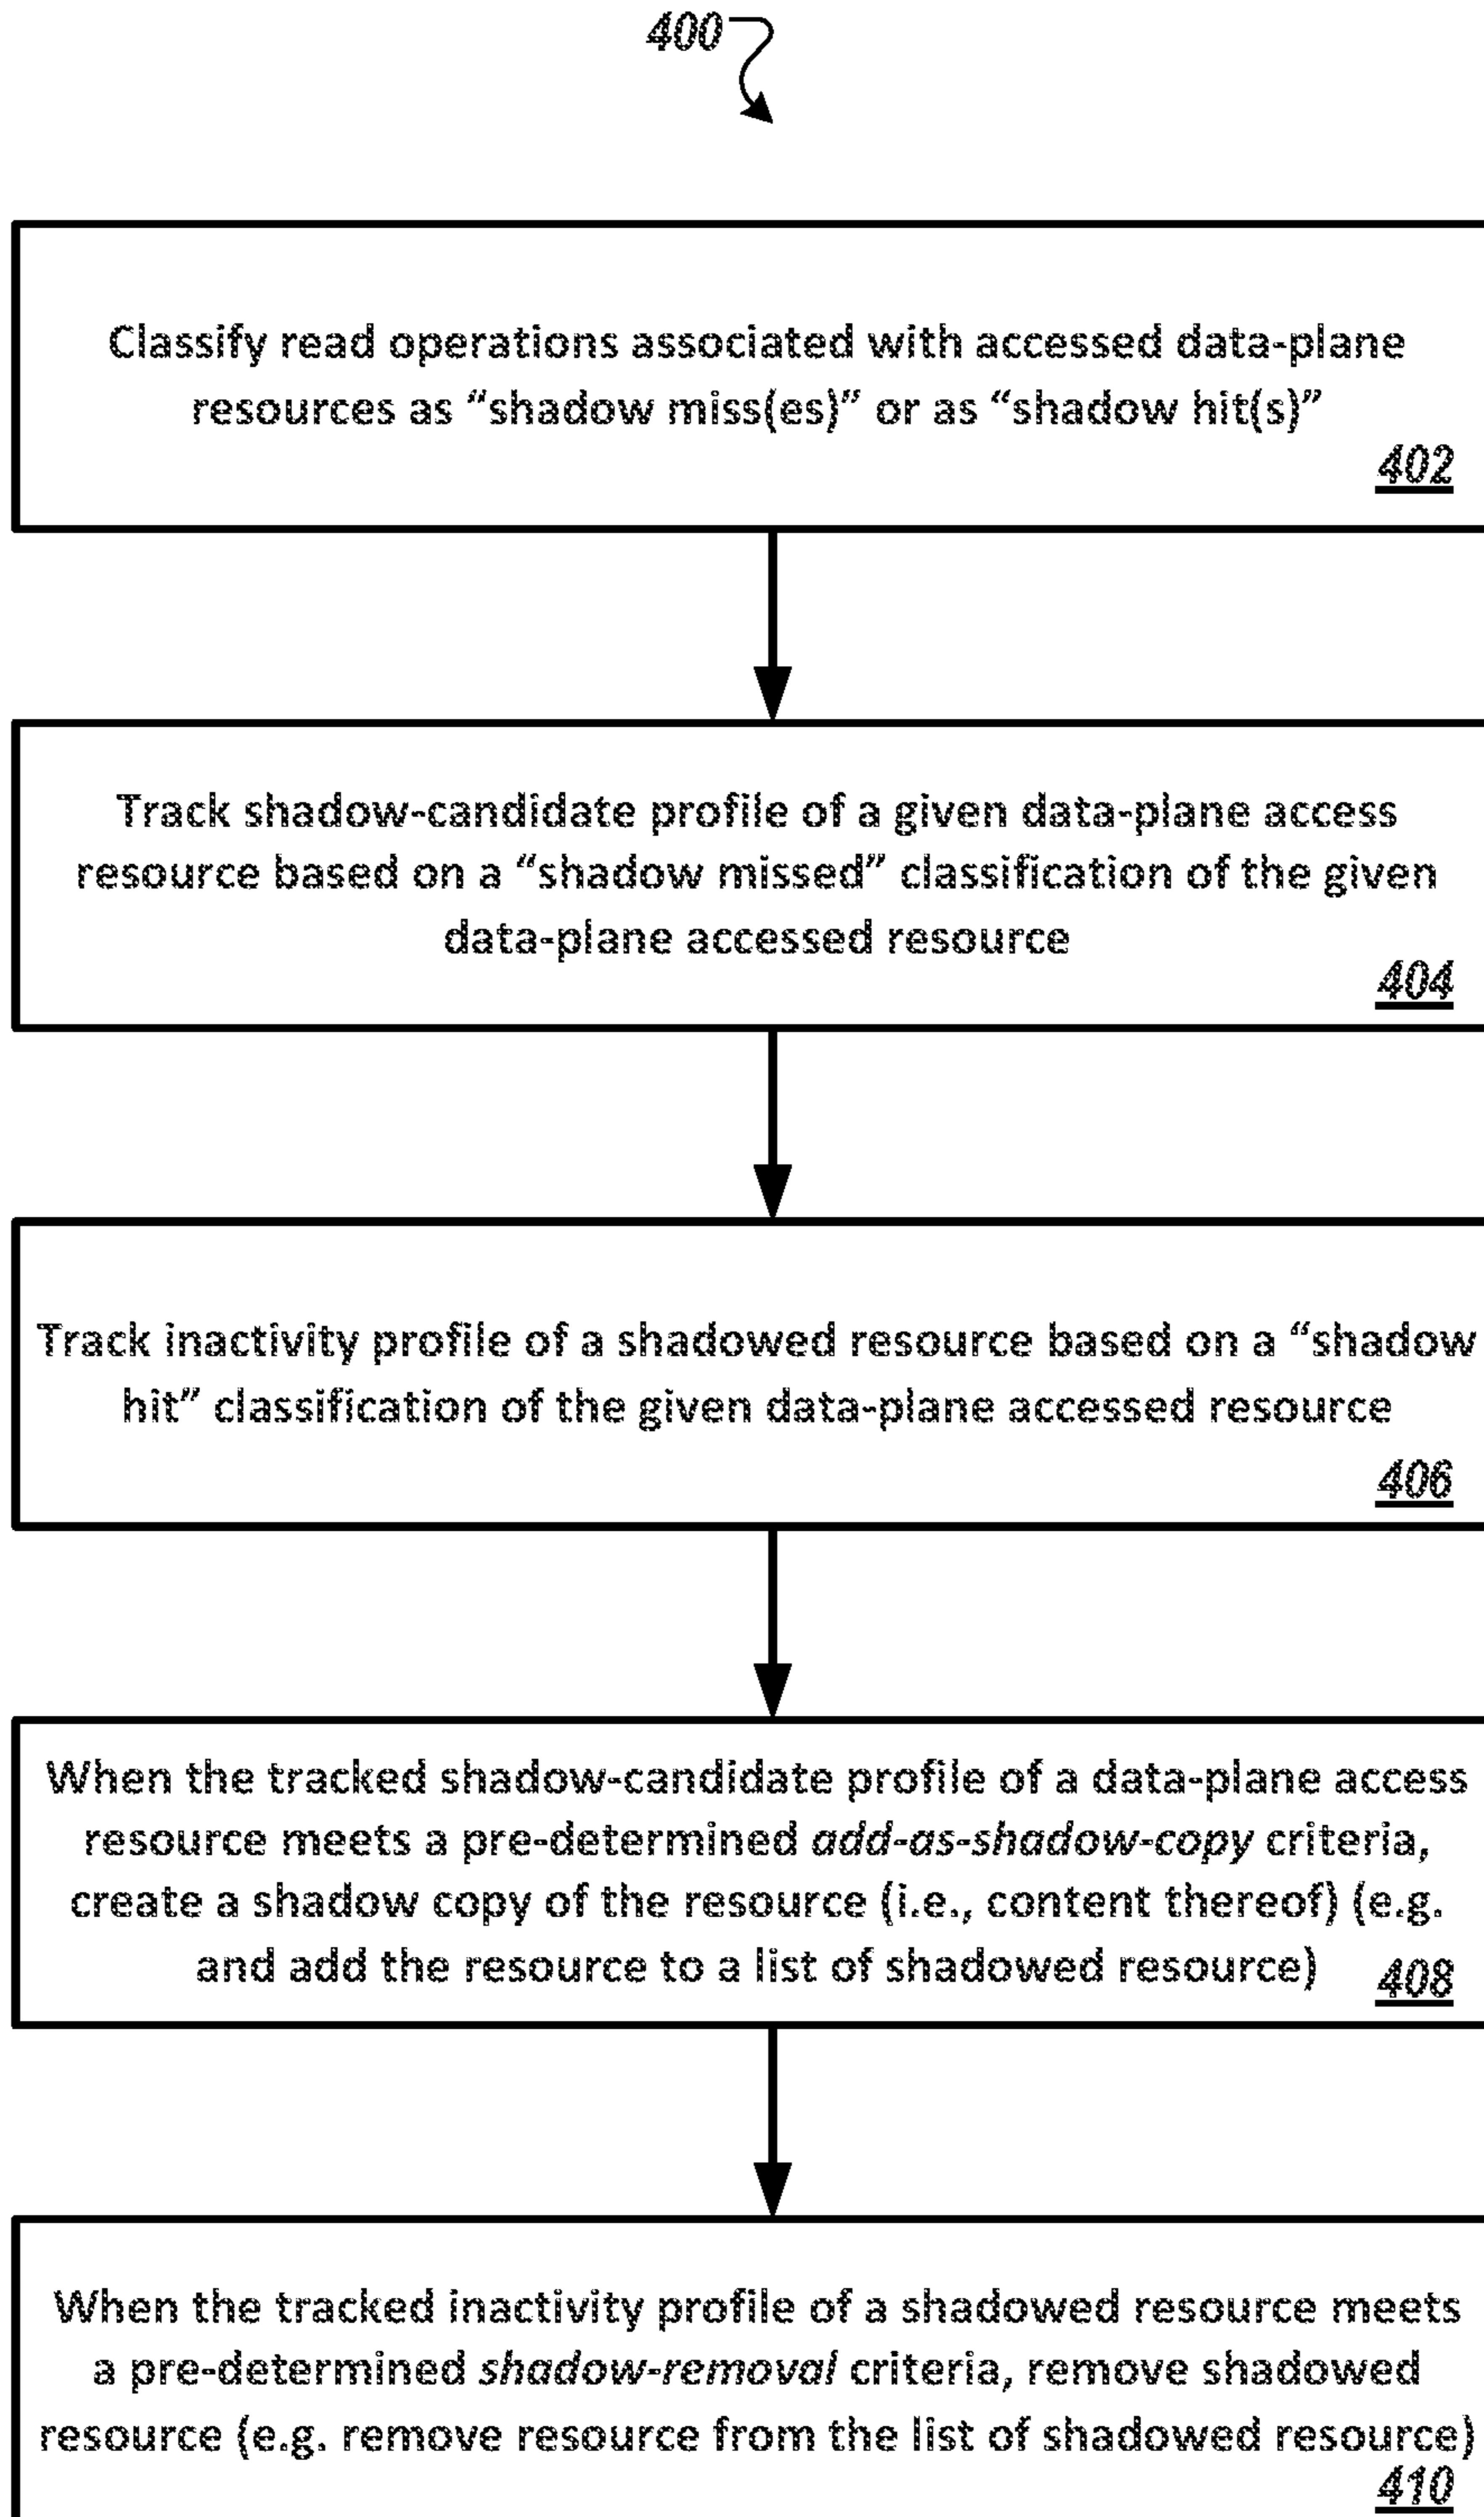 400
Classify read operations associated with accessed data-plane
resources as “shadow miss(es)” or as “shadow hit(s)”
402
Track shadow-candidate profile of a given data-plane access
resource based on a “shadow missed” classification of the given
data-plane accessed resource
404
Track inactivity profile of a shadowed resource based on a “shadow
hit” classification of the given data-plane accessed resource
406
When the tracked shadow-candidate profile of a data-plane access
resource meets a pre-determined add-as-shadow-copy criteria,
create a shadow copy of the resource (i.e., content thereof) (e.g.
and add the resource to a list of shadowed resource)
408
When the tracked inactivity profile of a shadowed resource meets
a pre-determined shadow-removal criteria, remove shadowed
resource (e.g. remove resource from the list of shadowed resource)
410